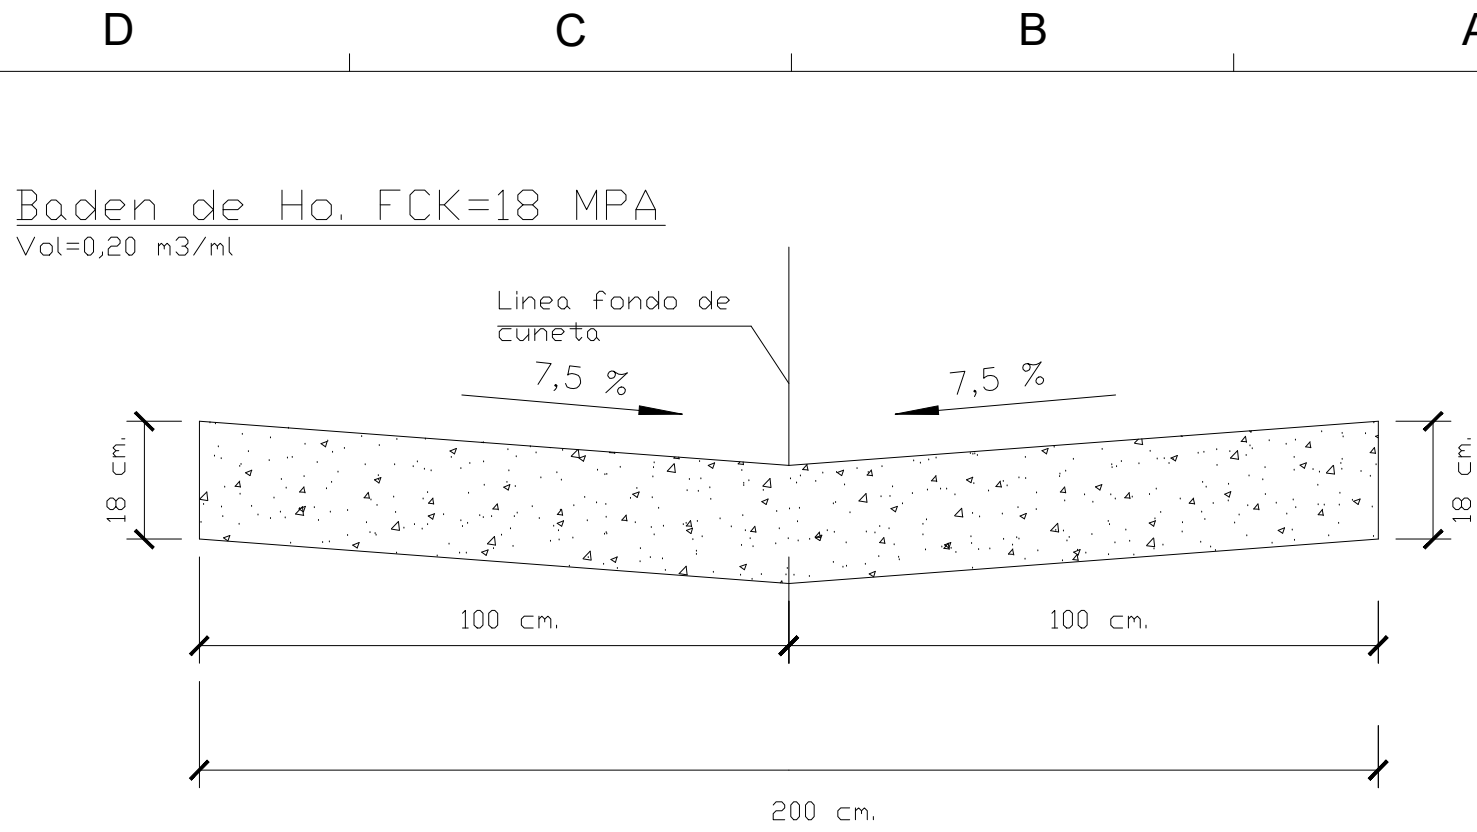 D C B A
Baden de Ho. FCK=18 MPA
Vol=0,20 m3/ml
Linea fondo de
cuneta
7,5 %
7,5 %
18 cm.
18 cm.
100 cm.
100 cm.
200 cm.